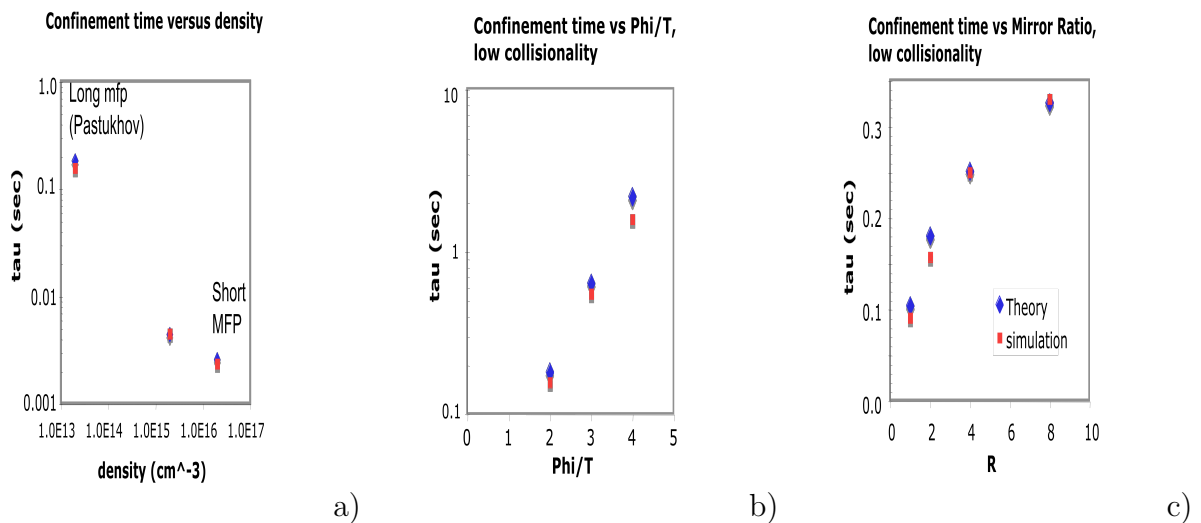 Confinement time versus density
1.0
0.1
0.01
0.001
tau (sec)
Long mfp
(Pastukhov)
Short
MFP
1.0E13 1.0E14 1.0E15 1.0E16 1.0E17
density (cm^-3)
a)
Confinement time vs Phi/T,
low collisionality
10
1
0.1
tau (sec)
0 1 2 3 4 5
Phi/T
b)
Confinement time vs Mirror Ratio,
low collisionality
0.3
0.2
0.1
0.0
tau (sec)
Theory
simulation
0 2 4 6 8 10
R
c)